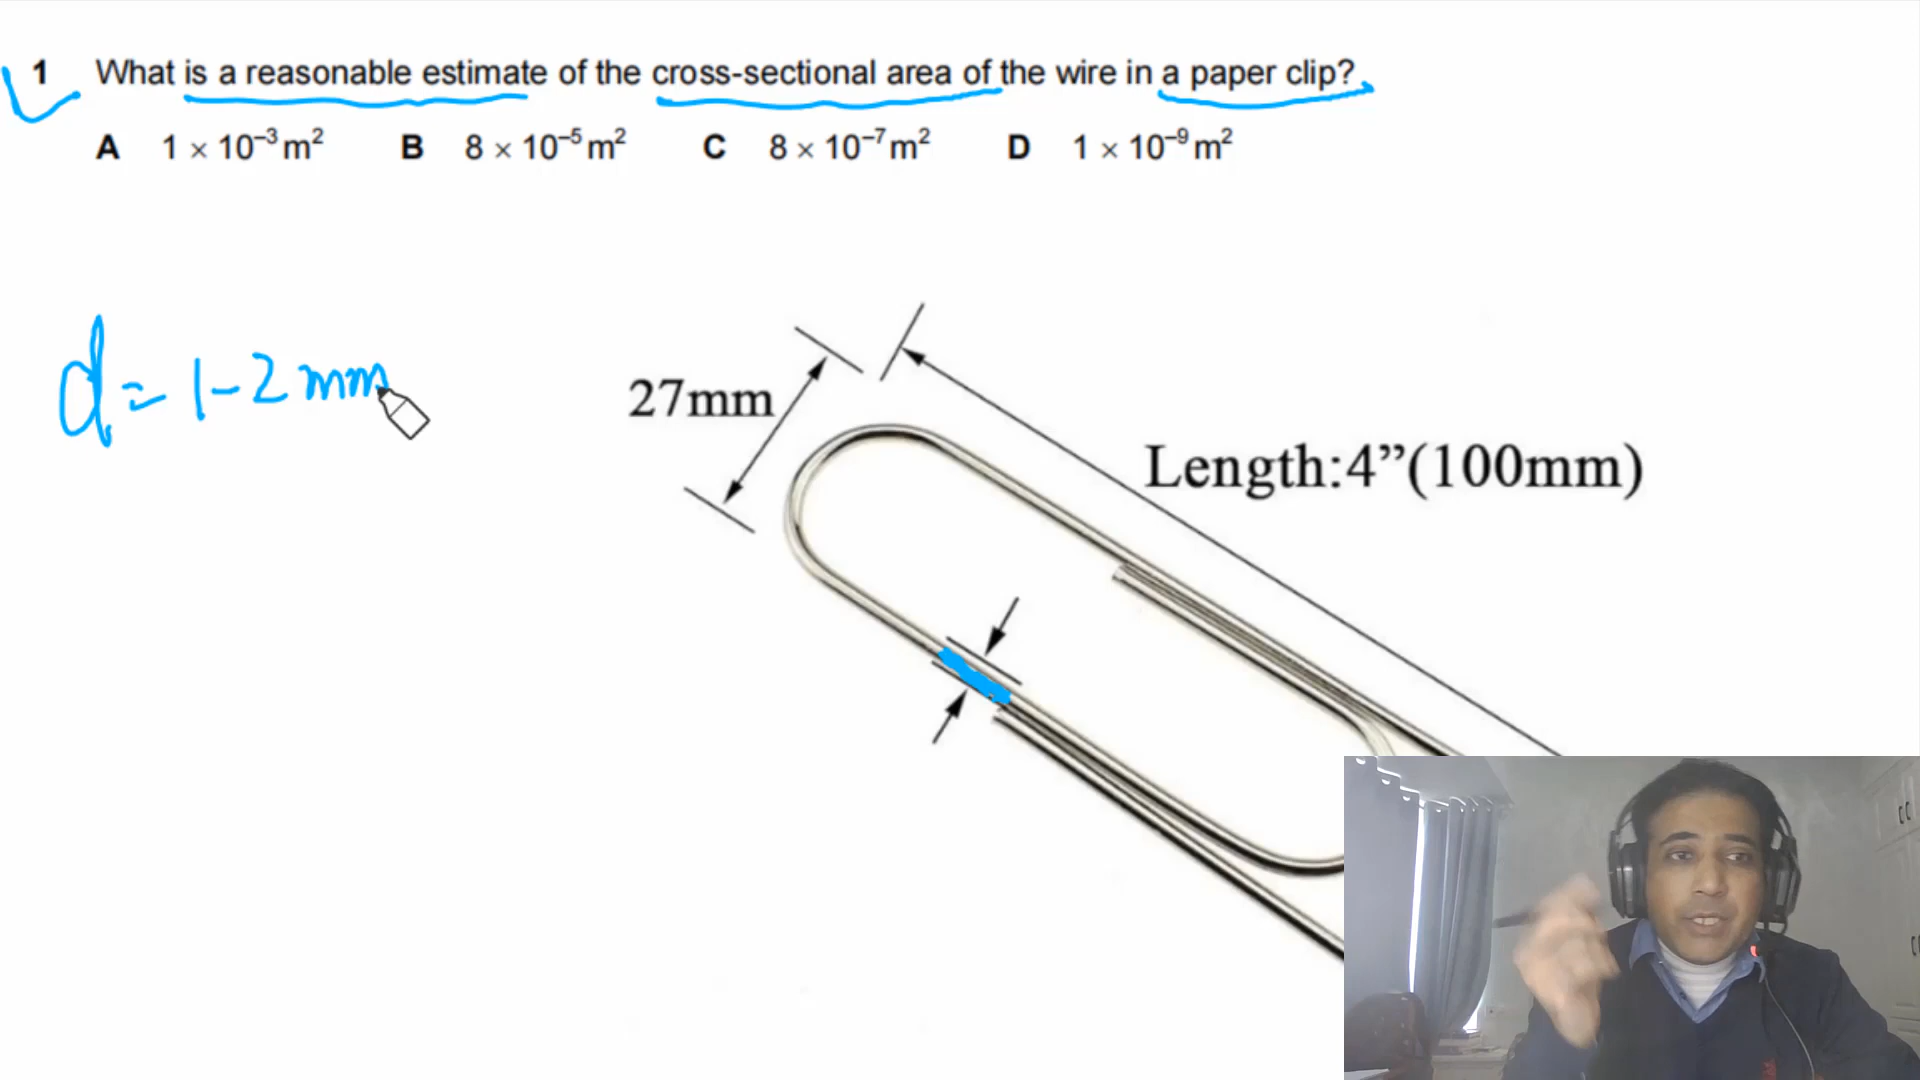 1 What is a reasonable estimate of the cross-sectional area of the wire in a paper clip?
A 1 × 10⁻³ m² B 8 × 10⁻⁵ m² C 8 × 10⁻⁷ m² D 1 × 10⁻⁹ m²
d = 1-2 mm
27mm
Length:4”(100mm)